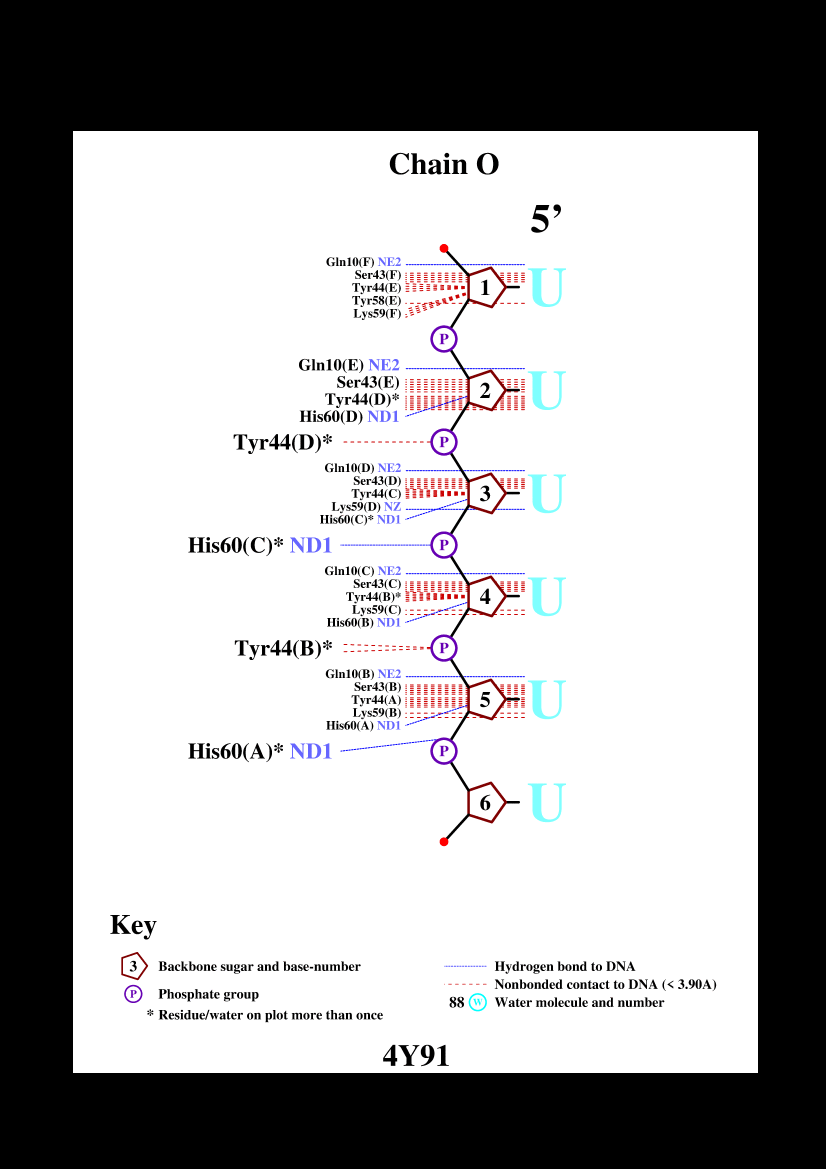 Chain O
5’
Gln10(F) NE2
Ser43(F)
Tyr44(E)
Tyr58(E)
Lys59(F)
1 U
P
Gln10(E) NE2
Ser43(E)
Tyr44(D)*
His60(D) ND1
2 U
Tyr44(D)* P
Gln10(D) NE2
Ser43(D)
Tyr44(C)
Lys59(D) NZ
His60(C)* ND1
3 U
His60(C)* ND1 P
Gln10(C) NE2
Ser43(C)
Tyr44(B)*
Lys59(C)
His60(B) ND1
4 U
Tyr44(B)* P
Gln10(B) NE2
Ser43(B)
Tyr44(A)
Lys59(B)
His60(A) ND1
5 U
His60(A)* ND1 P
6 U
Key
3 Backbone sugar and base-number
P Phosphate group
* Residue/water on plot more than once
Hydrogen bond to DNA
Nonbonded contact to DNA (< 3.90A)
88 W Water molecule and number
4Y91